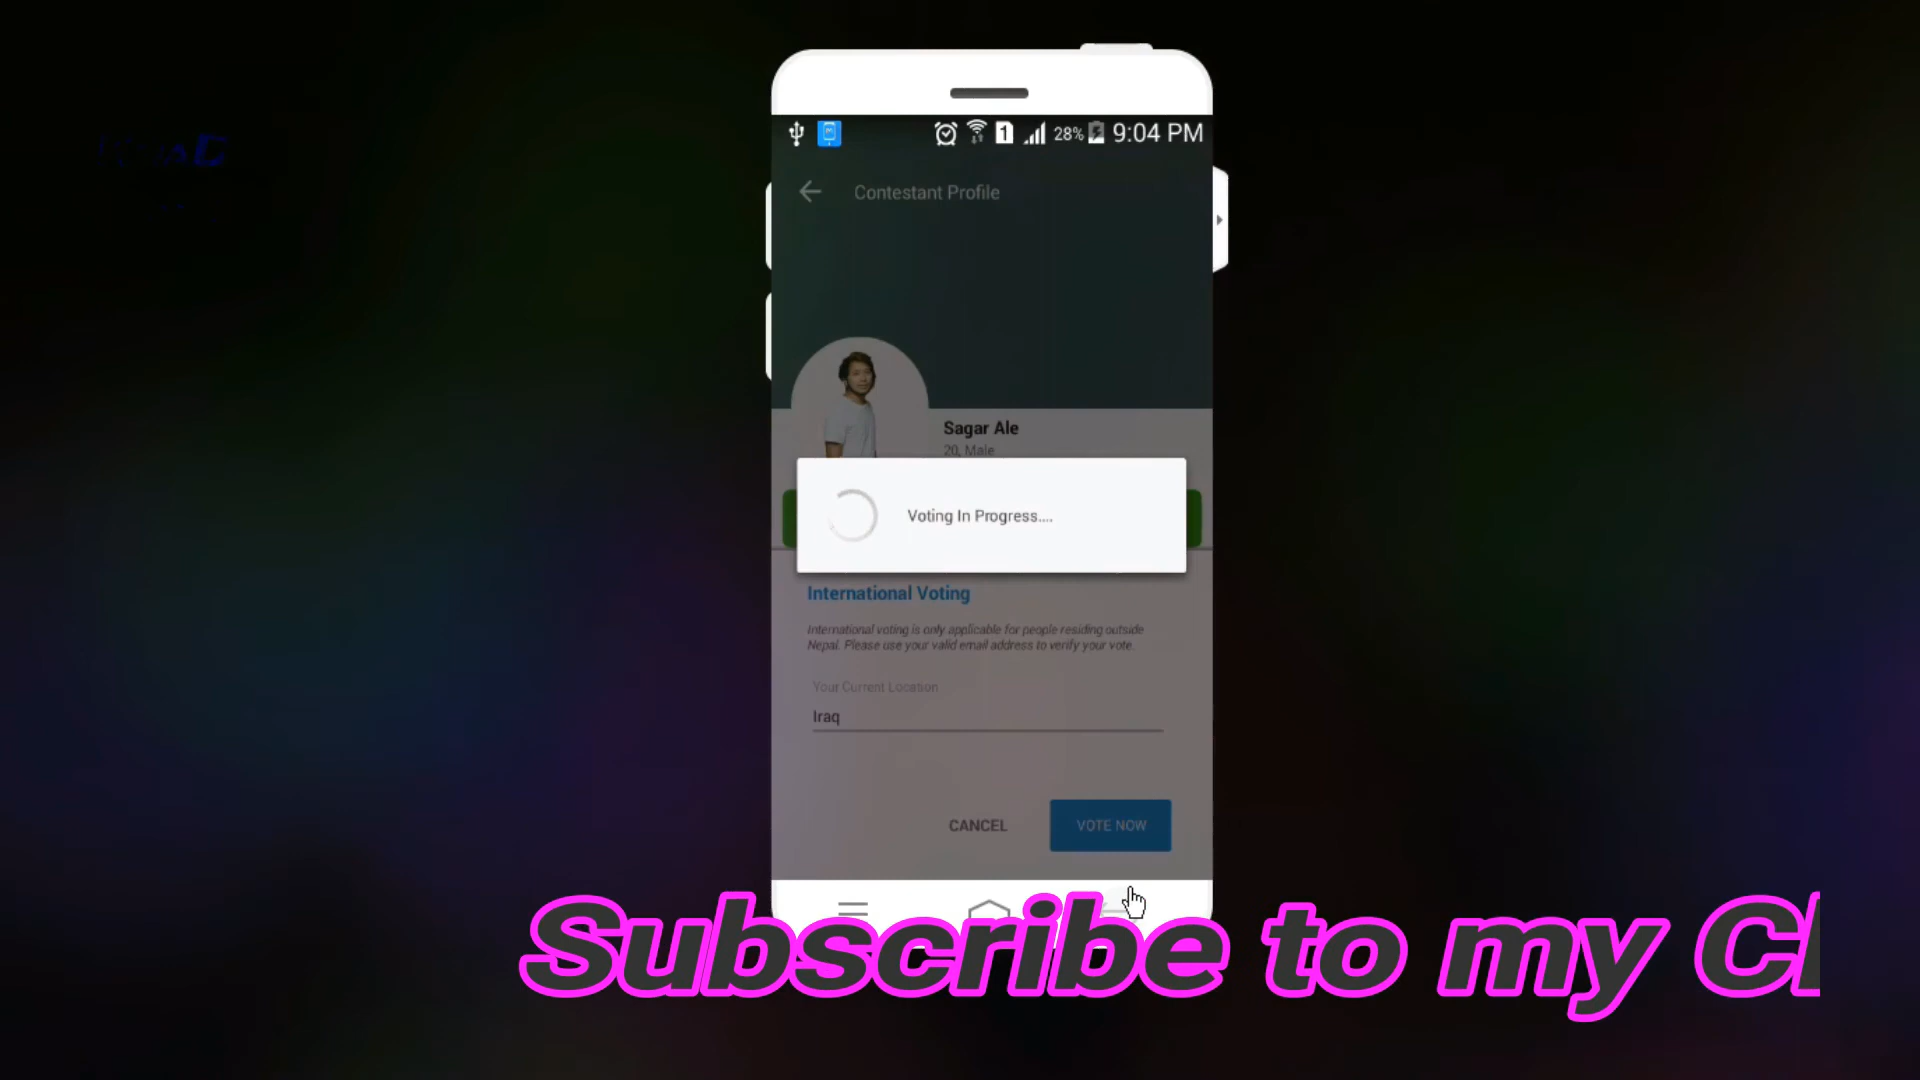 1
28%
9:04 PM
Contestant Profile
Sagar Ale
20, Male
Voting In Progress....
International Voting
International voting is only applicable for people residing outside
Nepal. Please use your valid email address to verify your vote.
Your Current Location
Iraq
CANCEL
VOTE NOW
Subscribe to my